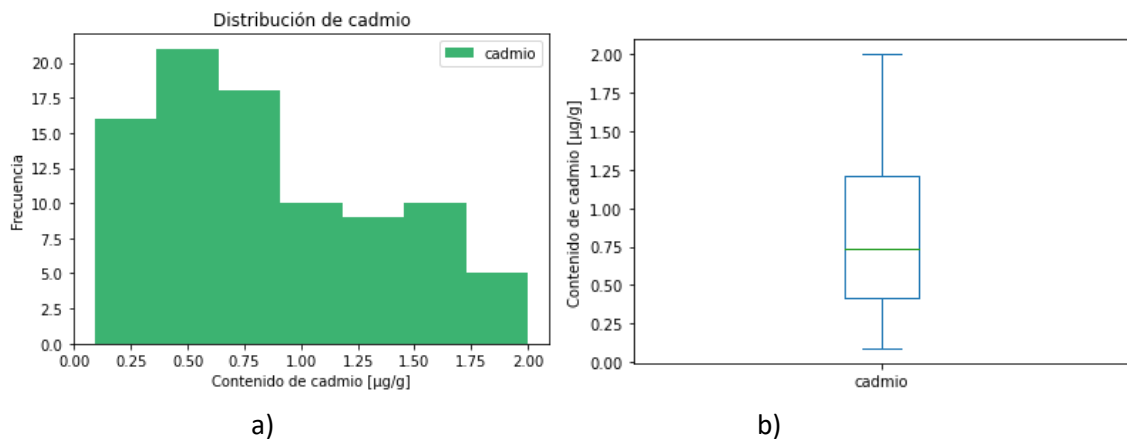 Distribución de cadmio
cadmio
20.0
17.5
15.0
12.5
10.0
7.5
5.0
2.5
0.0
Frecuencia
0.00 0.25 0.50 0.75 1.00 1.25 1.50 1.75 2.00
Contenido de cadmio [µg/g]
a)
2.00
1.75
1.50
1.25
1.00
0.75
0.50
0.25
0.00
Contenido de cadmio [µg/g]
cadmio
b)